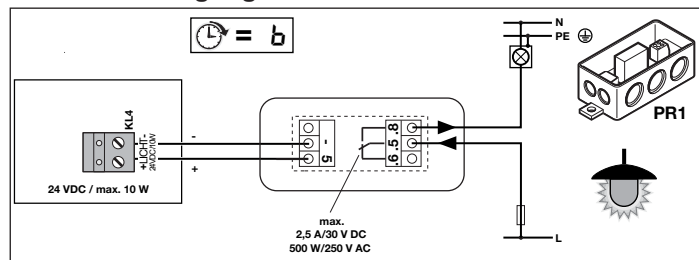 = b
N
PE
PR1
KL4
+LICHT-
24VDC/10W
-
+
24 VDC / max. 10 W
-
5
.8
.5
.6
max.
2,5 A/30 V DC
500 W/250 V AC
L